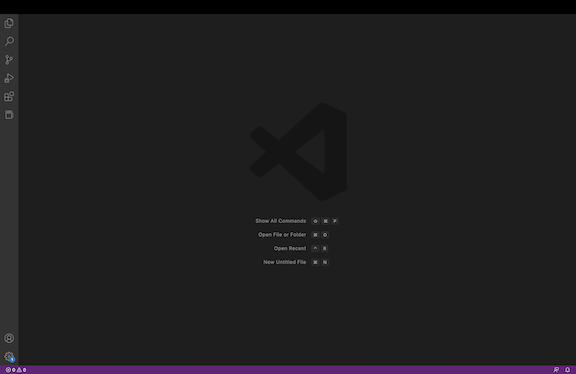 Show All Commands ⇧ ⌘ P
Open File or Folder ⌘ O
Open Recent ^ R
New Untitled File ⌘ N
0 0